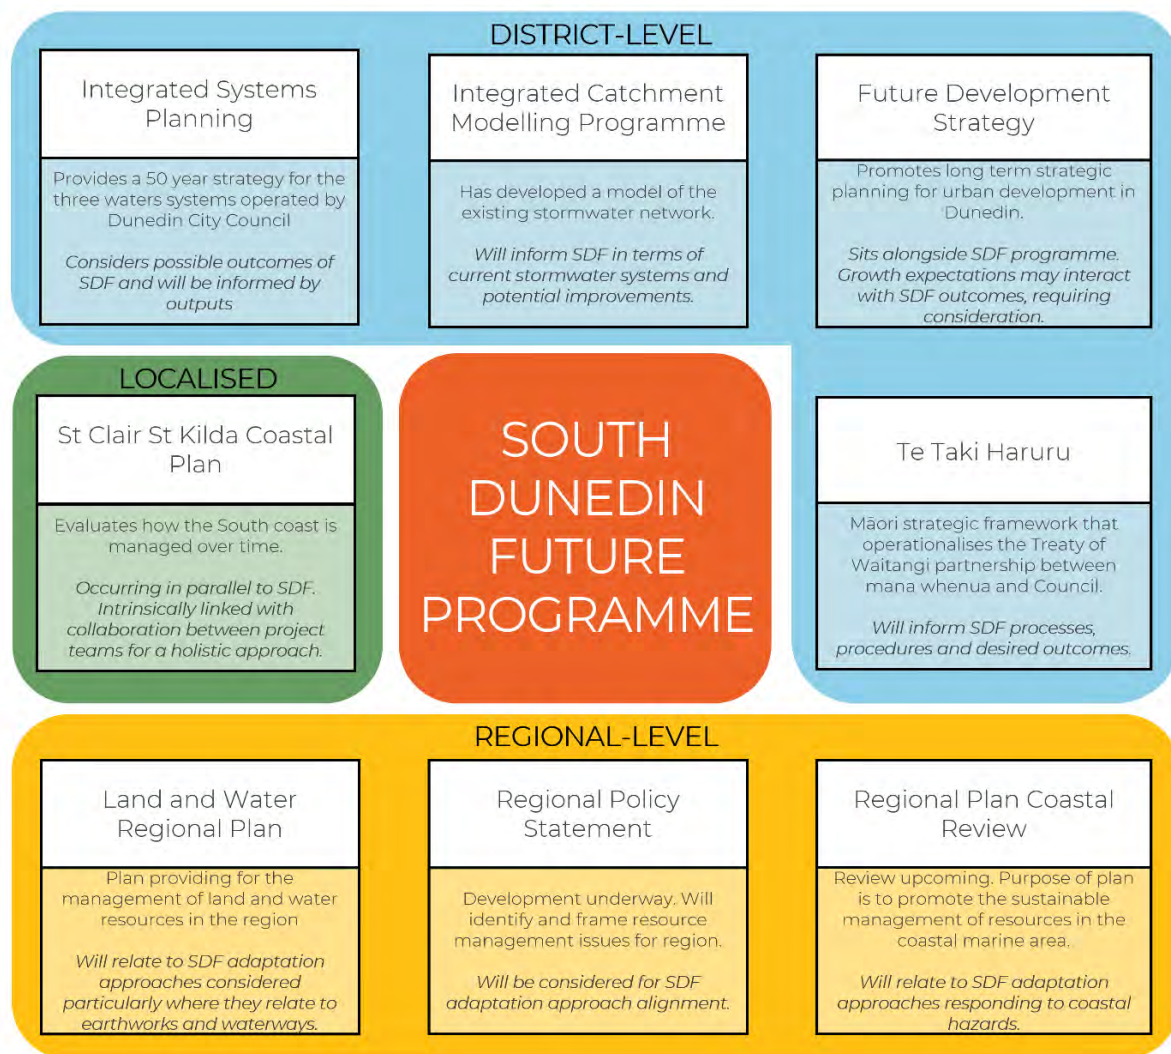 DISTRICT-LEVEL
Integrated Systems
Planning
Provides a 50 year strategy for the
three waters systems operated by
Dunedin City Council
Considers possible outcomes of
SDF and will be informed by
outputs
Integrated Catchment
Modelling Programme
Has developed a model of the
existing stormwater network.
Will inform SDF in terms of
current stormwater systems and
potential improvements.
Future Development
Strategy
Promotes long term strategic
planning for urban development in
Dunedin.
Sits alongside SDF programme.
Growth expectations may interact
with SDF outcomes, requiring
consideration.
LOCALISED
St Clair St Kilda Coastal
Plan
Evaluates how the South coast is
managed over time.
Occurring in parallel to SDF.
Intrinsically linked with
collaboration between project
teams for a holistic approach.
SOUTH
DUNEDIN
FUTURE
PROGRAMME
Te Taki Haruru
Māori strategic framework that
operationalises the Treaty of
Waitangi partnership between
mana whenua and Council.
Will inform SDF processes,
procedures and desired outcomes.
REGIONAL-LEVEL
Land and Water
Regional Plan
Plan providing for the
management of land and water
resources in the region
Will relate to SDF adaptation
approaches considered
particularly where they relate to
earthworks and waterways.
Regional Policy
Statement
Development underway. Will
identify and frame resource
management issues for region.
Will be considered for SDF
adaptation approach alignment.
Regional Plan Coastal
Review
Review upcoming. Purpose of plan
is to promote the sustainable
management of resources in the
coastal marine area.
Will relate to SDF adaptation
approaches responding to coastal
hazards.